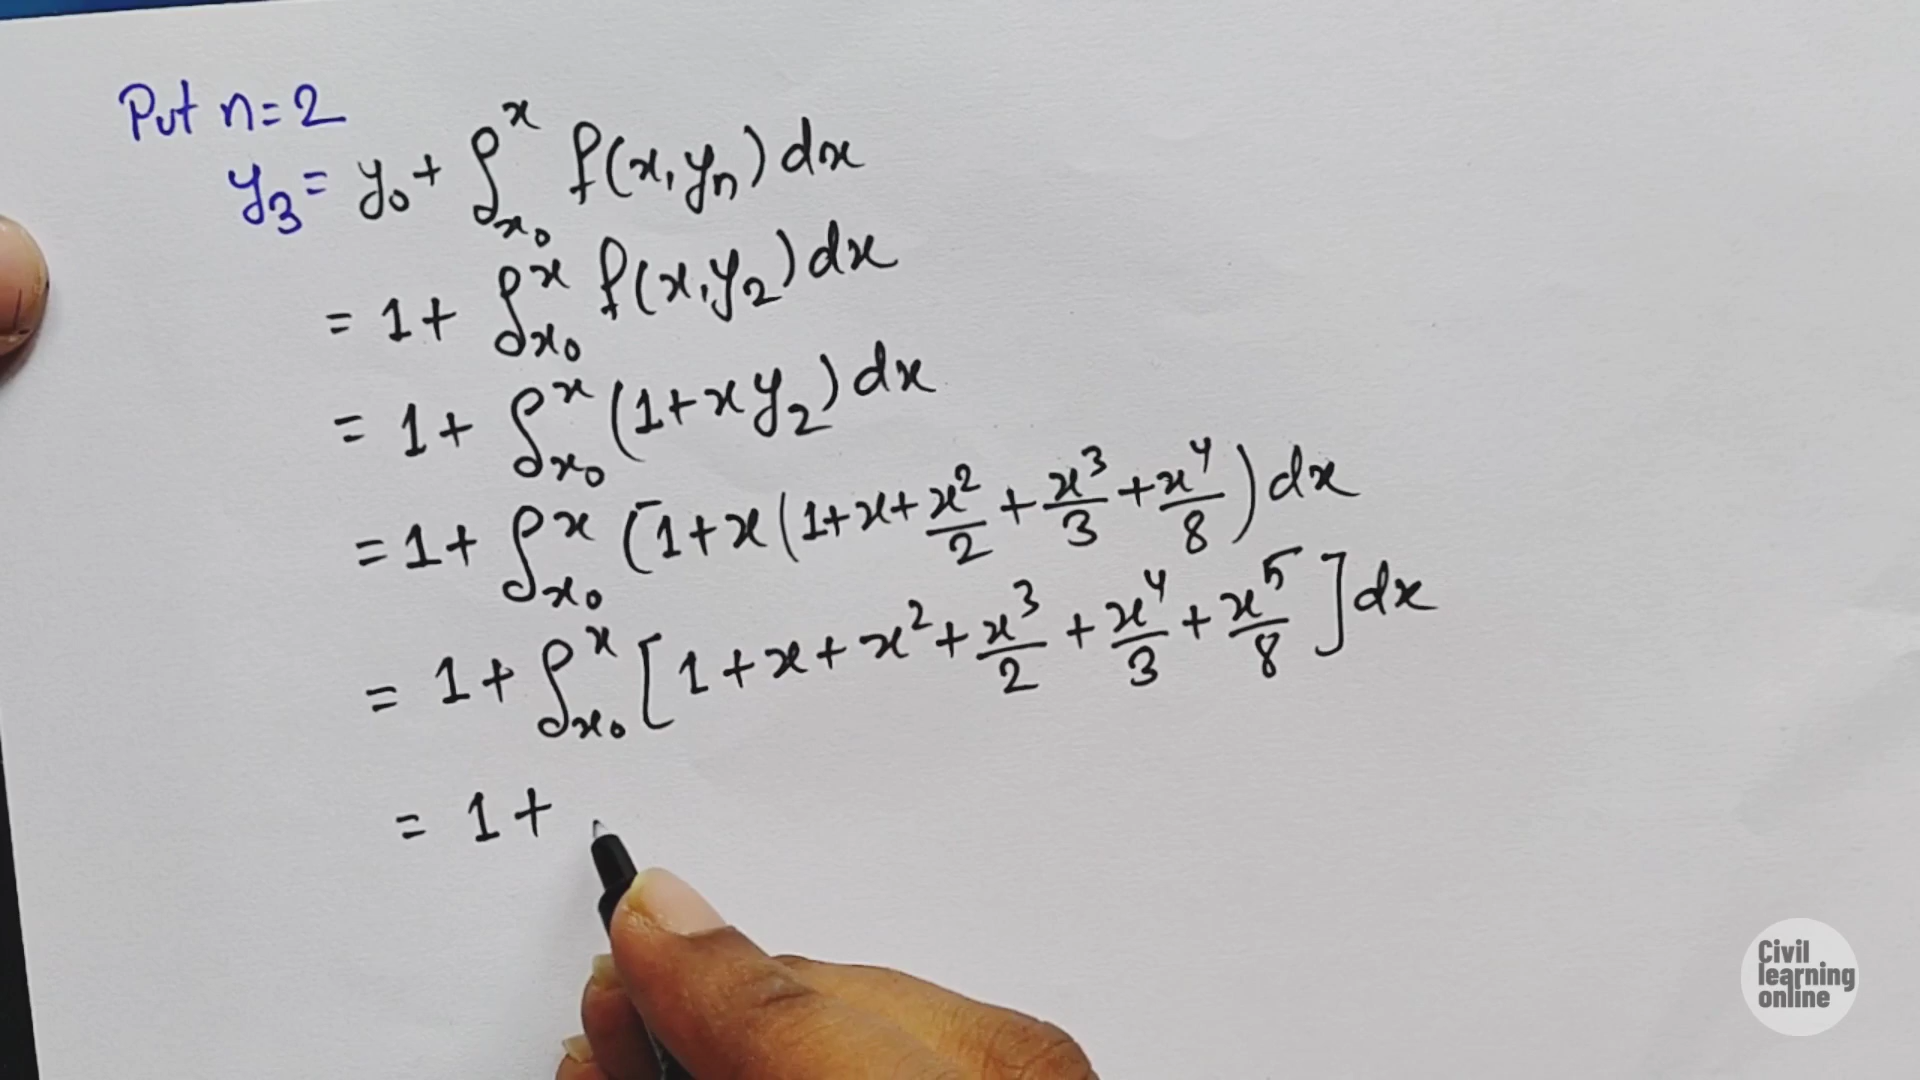 Put n=2
y₃ = y₀ + ∫ₓ₀ˣ f(x, yₙ) dx
= 1 + ∫ₓ₀ˣ f(x, y₂) dx
= 1 + ∫ₓ₀ˣ (1 + x y₂) dx
= 1 + ∫ₓ₀ˣ (1 + x (1 + x + x²/2 + x³/3 + x⁴/8) dx
= 1 + ∫ₓ₀ˣ [1 + x + x² + x³/2 + x⁴/3 + x⁵/8] dx
= 1 +
Civil
learning
online